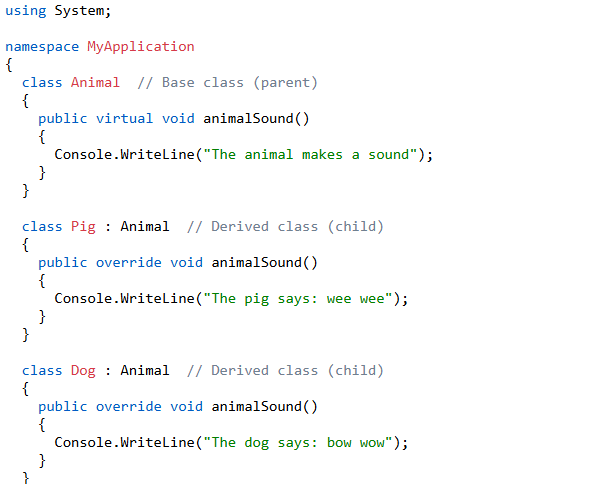 using System;

namespace MyApplication
{
  class Animal  // Base class (parent)
  {
    public virtual void animalSound()
    {
      Console.WriteLine("The animal makes a sound");
    }
  }

  class Pig : Animal  // Derived class (child)
  {
    public override void animalSound()
    {
      Console.WriteLine("The pig says: wee wee");
    }
  }

  class Dog : Animal  // Derived class (child)
  {
    public override void animalSound()
    {
      Console.WriteLine("The dog says: bow wow");
    }
  }